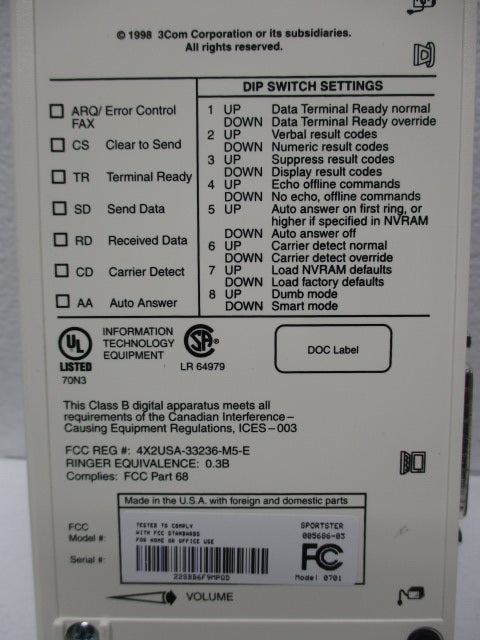 © 1998 3Com Corporation or its subsidiaries.
All rights reserved.
ARQ/ Error Control
FAX
CS Clear to Send
TR Terminal Ready
SD Send Data
RD Received Data
CD Carrier Detect
AA Auto Answer
DIP SWITCH SETTINGS
1 UP Data Terminal Ready normal
DOWN Data Terminal Ready override
2 UP Verbal result codes
DOWN Numeric result codes
3 UP Suppress result codes
DOWN Display result codes
4 UP Echo offline commands
DOWN No echo, offline commands
5 UP Auto answer on first ring, or
higher if specified in NVRAM
DOWN Auto answer off
6 UP Carrier detect normal
DOWN Carrier detect override
7 UP Load NVRAM defaults
DOWN Load factory defaults
8 UP Dumb mode
DOWN Smart mode
UL
LISTED
70N3
INFORMATION
TECHNOLOGY
EQUIPMENT
SA ®
LR 64979
DOC Label
This Class B digital apparatus meets all
requirements of the Canadian Interference–
Causing Equipment Regulations, ICES–003
FCC REG #: 4X2USA-33236-M5-E
RINGER EQUIVALENCE: 0.3B
Complies: FCC Part 68
Made in the U.S.A. with foreign and domestic parts
FCC
Model #:
Serial #:
TESTED TO COMPLY
WITH FCC STANDARDS
FOR HOME OR OFFICE USE
SPORTSTER
005686-03
FC
Model 0701
VOLUME